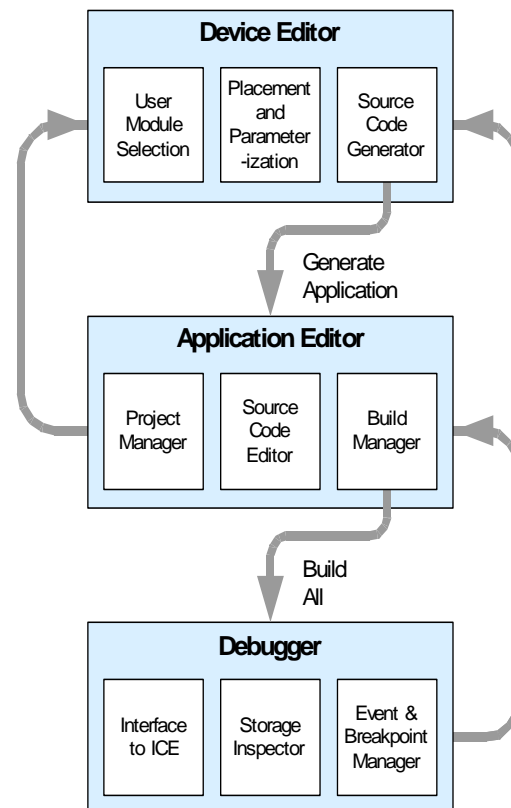 Device Editor
User
Module
Selection
Placement
and
Parameter
-ization
Source
Code
Generator
Generate
Application
Application Editor
Project
Manager
Source
Code
Editor
Build
Manager
Build
All
Debugger
Interface
to ICE
Storage
Inspector
Event &
Breakpoint
Manager